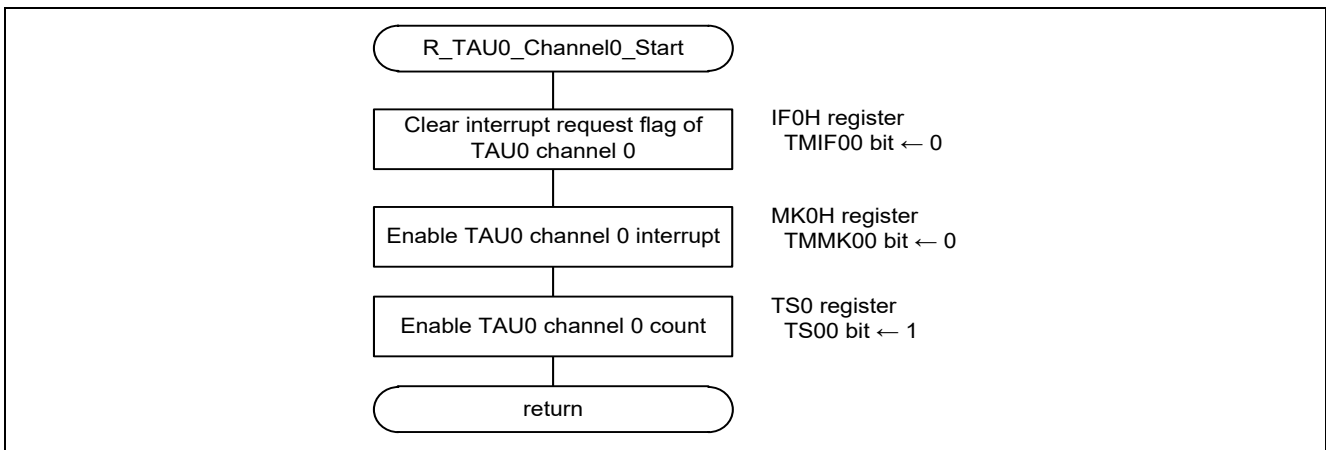 R_TAU0_Channel0_Start
Clear interrupt request flag of
TAU0 channel 0
IF0H register
TMIF00 bit ← 0
Enable TAU0 channel 0 interrupt
MK0H register
TMMK00 bit ← 0
Enable TAU0 channel 0 count
TS0 register
TS00 bit ← 1
return